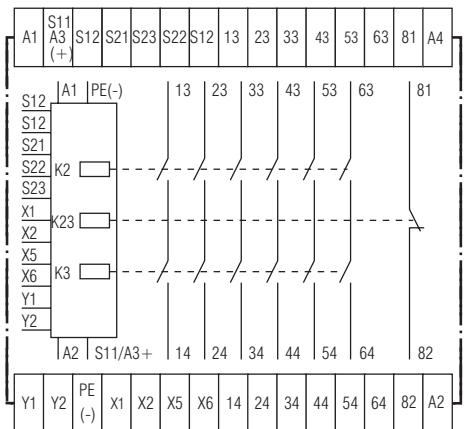 A1 S11 A3 (+) S12 S21 S23 S22 S12 13 23 33 43 53 63 81 A4
A1 PE(-) 13 23 33 43 53 63 81
S12
S12
S21
S22
K2
S23
X1
K23
X2
X5
X6
K3
Y1
Y2
A2 S11/A3+ 14 24 34 44 54 64 82
Y1 Y2 PE (-) X1 X2 X5 X6 14 24 34 44 54 64 82 A2